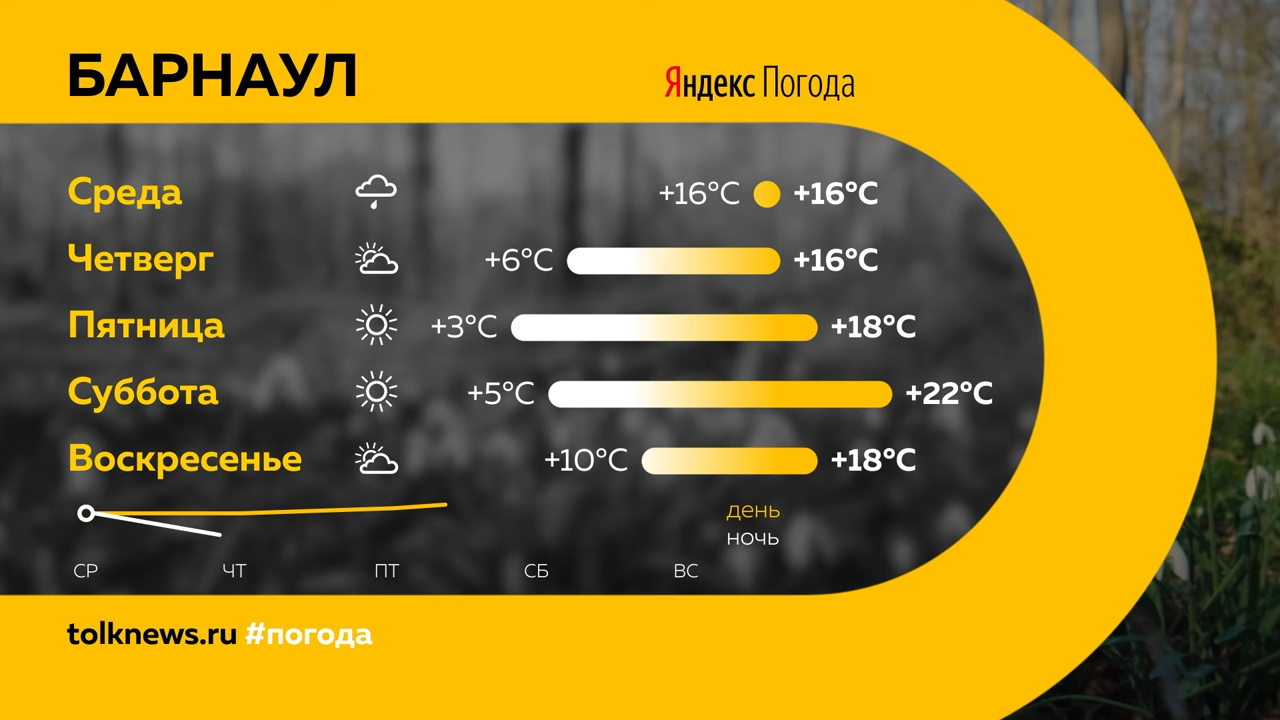 БАРНАУЛ
Яндекс Погода
Среда +16°C +16°C
Четверг +6°C +16°C
Пятница +3°C +18°C
Суббота +5°C +22°C
Воскресенье +10°C +18°C
день
ночь
СР ЧТ ПТ СБ ВС
tolknews.ru #погода